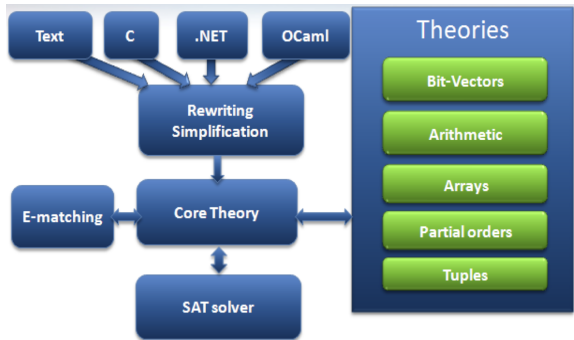 Text
C
.NET
OCaml
Theories
Rewriting
Simplification
Bit-Vectors
Arithmetic
Arrays
Partial orders
Tuples
E-matching
Core Theory
SAT solver